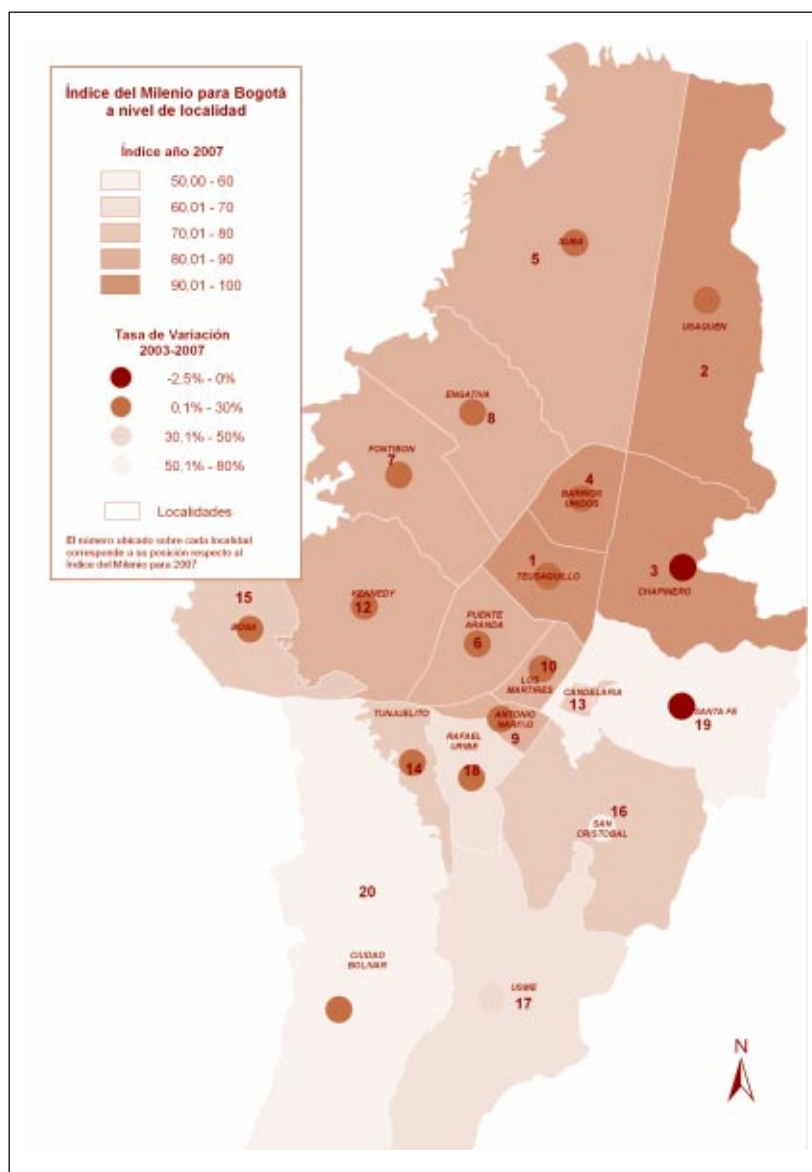 Índice del Milenio para Bogotá
a nivel de localidad
Índice año 2007
50,00 - 60
60,01 - 70
70,01 - 80
80,01 - 90
90,01 - 100
Tasa de Variación
2003-2007
-2.5% - 0%
0.1% - 30%
30,1% - 50%
50,1% - 80%
Localidades
El número ubicado sobre cada localidad
corresponde a su posición respecto al
Índice del Milenio para 2007
SUBA
5
USAQUEN
2
ENGATIVA
8
FONTIBON
7
4
BARRIOS
UNIDOS
1
TEUSAQUILLO
3
CHAPINERO
15
BOSA
KENNEDY
12
PUENTE
ARANDA
6
10
LOS
MARTIRES
CANDELARIA
13
SANTA FE
19
TUNJUELITO
14
ANTONIO
NARIÑO
9
RAFAEL
URIBE
18
16
SAN
CRISTOBAL
20
CIUDAD
BOLIVAR
USME
17
N